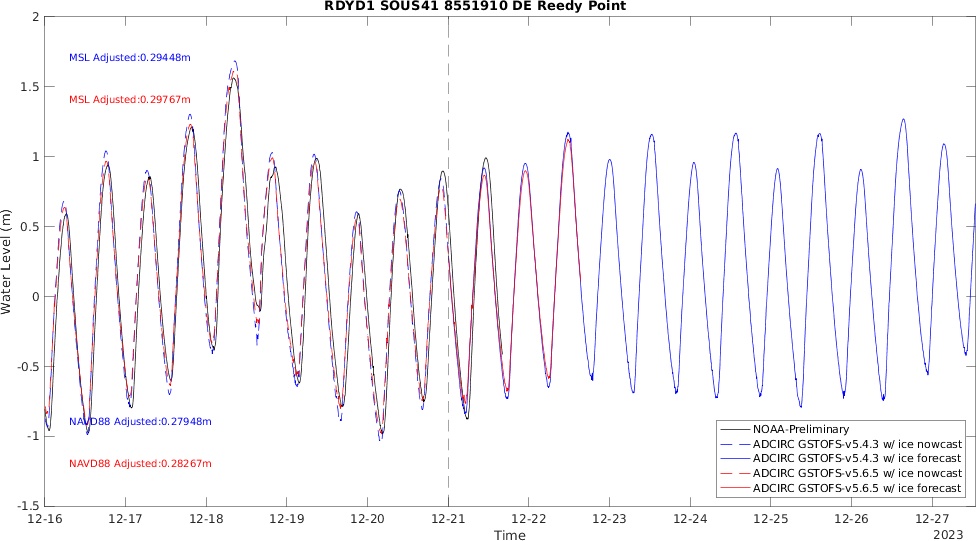 RDYD1 SOUS41 8551910 DE Reedy Point
2
1.5
1
0.5
0
-0.5
-1
-1.5
Water Level (m)
MSL Adjusted:0.29448m
MSL Adjusted:0.29767m
NAVD88 Adjusted:0.27948m
NAVD88 Adjusted:0.28267m
NOAA-Preliminary
ADCIRC GSTOFS-v5.4.3 w/ ice nowcast
ADCIRC GSTOFS-v5.4.3 w/ ice forecast
ADCIRC GSTOFS-v5.6.5 w/ ice nowcast
ADCIRC GSTOFS-v5.6.5 w/ ice forecast
12-16 12-17 12-18 12-19 12-20 12-21 12-22 12-23 12-24 12-25 12-26 12-27
Time
2023